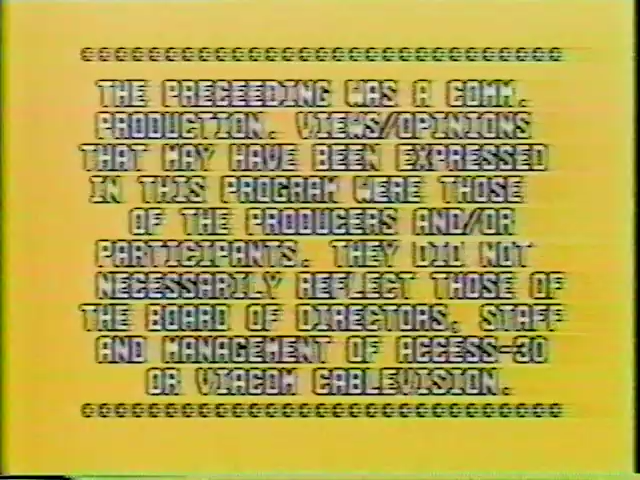 THE PRECEEDING WAS A COMM.
PRODUCTION. VIEWS/OPINIONS
THAT MAY HAVE BEEN EXPRESSED
IN THIS PROGRAM WERE THOSE
OF THE PRODUCERS AND/OR
PARTICIPANTS. THEY DID NOT
NECESSARILY REFLECT THOSE OF
THE BOARD OF DIRECTORS, STAFF
AND MANAGEMENT OF ACCESS-30
OR VIACOM CABLEVISION.